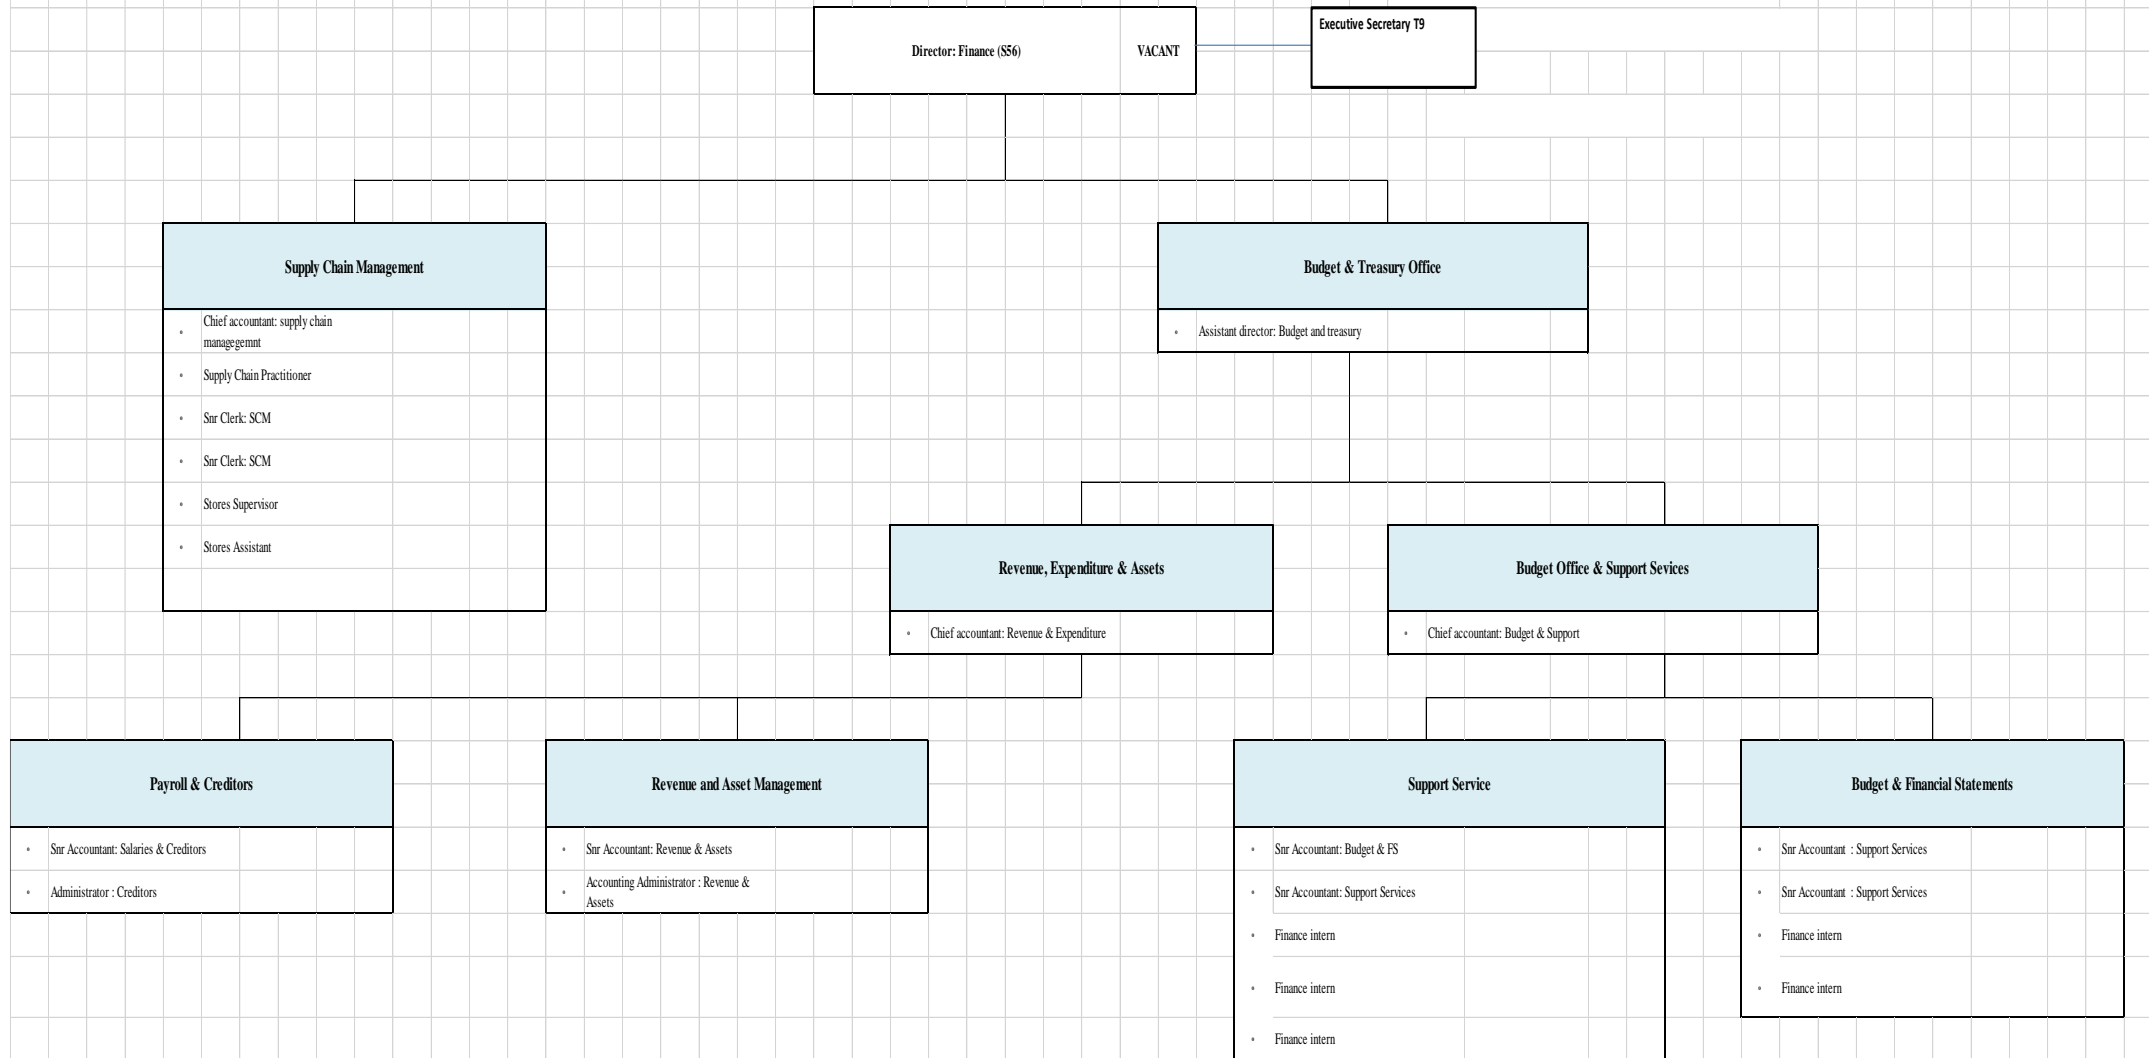 Director: Finance (S56)
VACANT
Executive Secretary T9
Supply Chain Management
• Chief accountant: supply chain
managegemnt
• Supply Chain Practitioner
• Snr Clerk: SCM
• Snr Clerk: SCM
• Stores Supervisor
• Stores Assistant
Budget & Treasury Office
• Assistant director: Budget and treasury
Revenue, Expenditure & Assets
• Chief accountant: Revenue & Expenditure
Budget Office & Support Sevices
• Chief accountant: Budget & Support
Payroll & Creditors
• Snr Accountant: Salaries & Creditors
• Administrator : Creditors
Revenue and Asset Management
• Snr Accountant: Revenue & Assets
• Accounting Administrator : Revenue &
Assets
Support Service
• Snr Accountant: Budget & FS
• Snr Accountant: Support Services
• Finance intern
• Finance intern
• Finance intern
Budget & Financial Statements
• Snr Accountant : Support Services
• Snr Accountant : Support Services
• Finance intern
• Finance intern